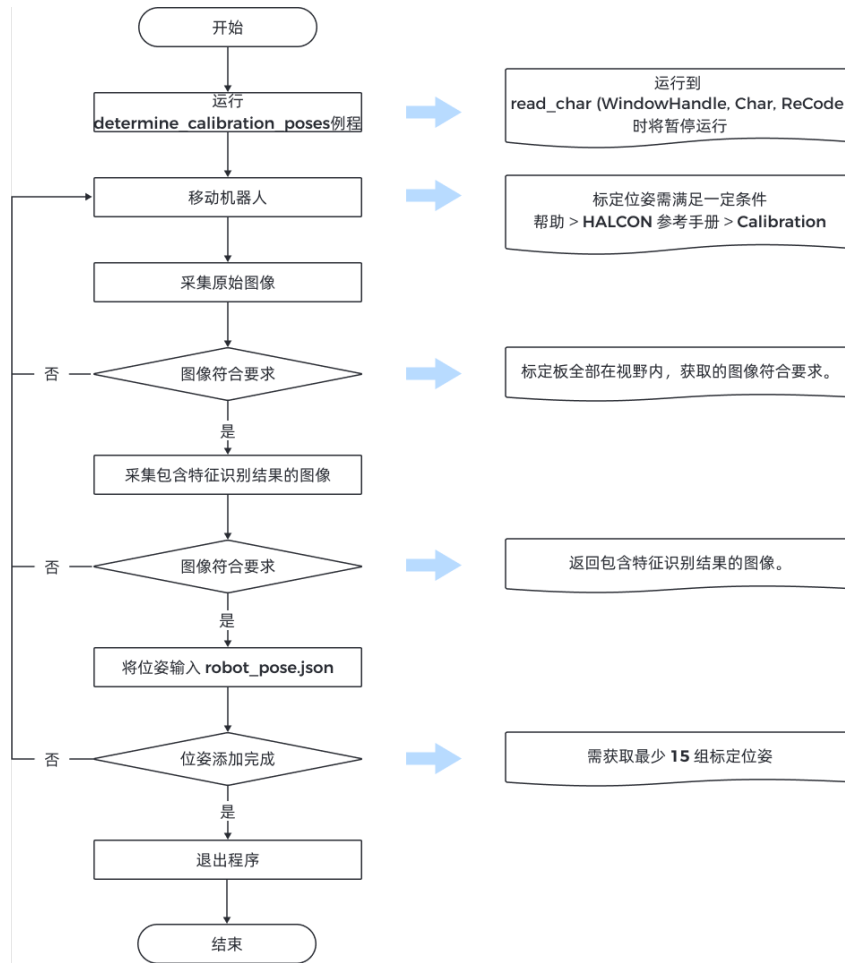 开始
运行
determine_calibration_poses例程
运行到
read_char (WindowHandle, Char, ReCode
时将暂停运行
移动机器人
标定位姿需满足一定条件
帮助 > HALCON 参考手册 > Calibration
采集原始图像
否
图像符合要求
标定板全部在视野内，获取的图像符合要求。
是
采集包含特征识别结果的图像
否
图像符合要求
返回包含特征识别结果的图像。
是
将位姿输入 robot_pose.json
否
位姿添加完成
需获取最少 15 组标定位姿
是
退出程序
结束